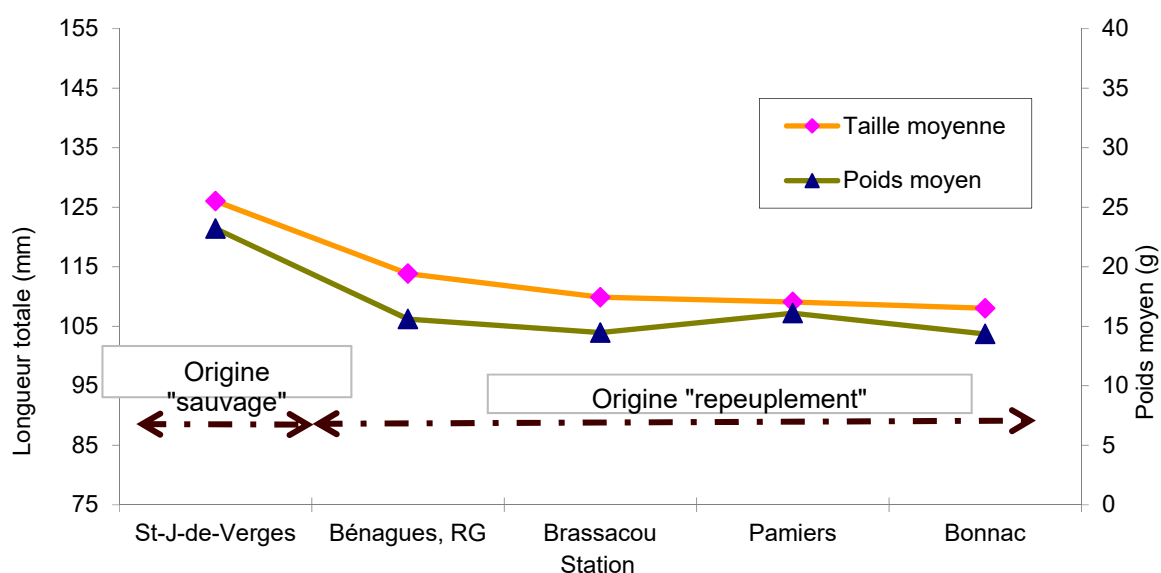 155
145
135
125
115
105
95
85
75
Longueur totale (mm)
40
35
30
25
20
15
10
5
0
Poids moyen (g)
Taille moyenne
Poids moyen
Origine
"sauvage"
Origine "repeuplement"
St-J-de-Verges
Bénagues, RG
Brassacou
Pamiers
Bonnac
Station